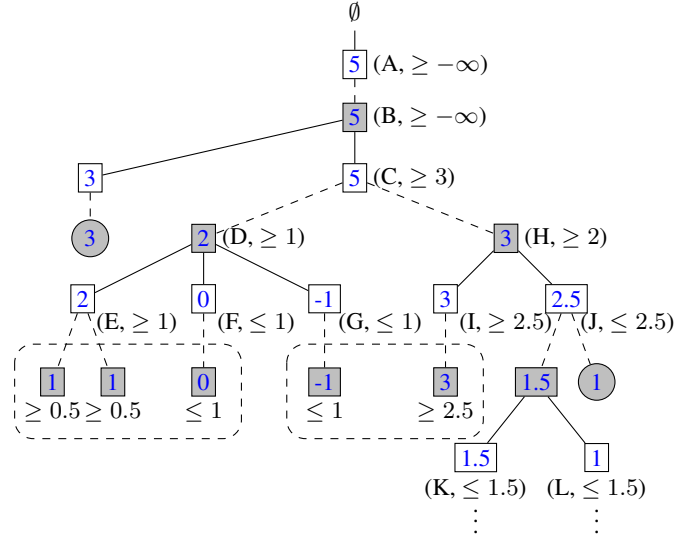 ∅
5 (A, ≥ −∞)
5 (B, ≥ −∞)
3 5 (C, ≥ 3)
3 2 (D, ≥ 1) 3 (H, ≥ 2)
2 0 -1 3 2.5
(E, ≥ 1) (F, ≤ 1) (G, ≤ 1) (I, ≥ 2.5) (J, ≤ 2.5)
1 1 0 -1 3 1.5 1
≥ 0.5 ≥ 0.5 ≤ 1 ≤ 1 ≥ 2.5
1.5 1
(K, ≤ 1.5) (L, ≤ 1.5)
⋮ ⋮